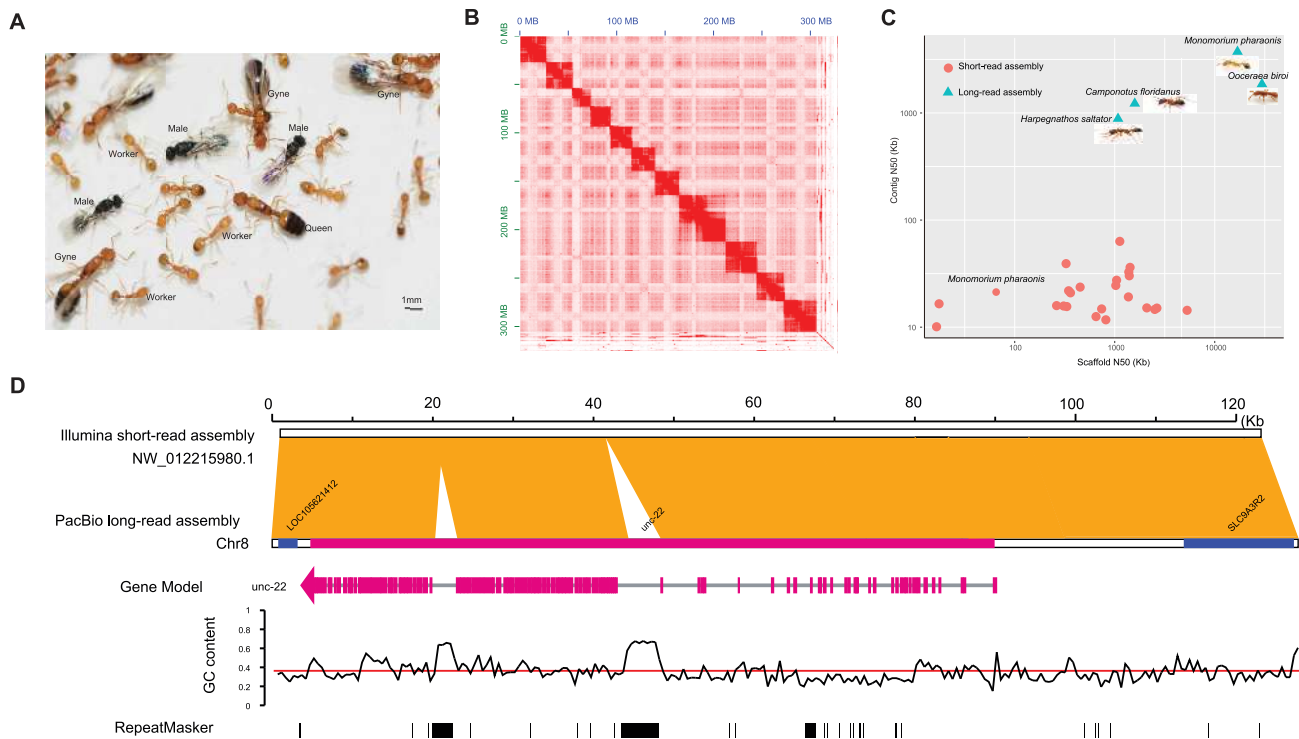 A
Gyne
Gyne
Male
Male
Worker
Male
Worker
Queen
Gyne
Worker
1mm
B
0 MB
100 MB
200 MB
300 MB
0 MB
100 MB
200 MB
300 MB
C
Monomorium pharaonis
Short-read assembly
Ooceraea biroi
Long-read assembly
Camponotus floridanus
Harpegnathos saltator
Monomorium pharaonis
1000
100
10
Contig N50 (Kb)
100
1000
10000
Scaffold N50 (Kb)
D
0
20
40
60
80
100
120
(Kb
Illumina short-read assembly
NW_012215980.1
LOC105621412
unc-22
SLC9A3R2
PacBio long-read assembly
Chr8
Gene Model
unc-22
GC content
1
0.8
0.6
0.4
0.2
0
RepeatMasker